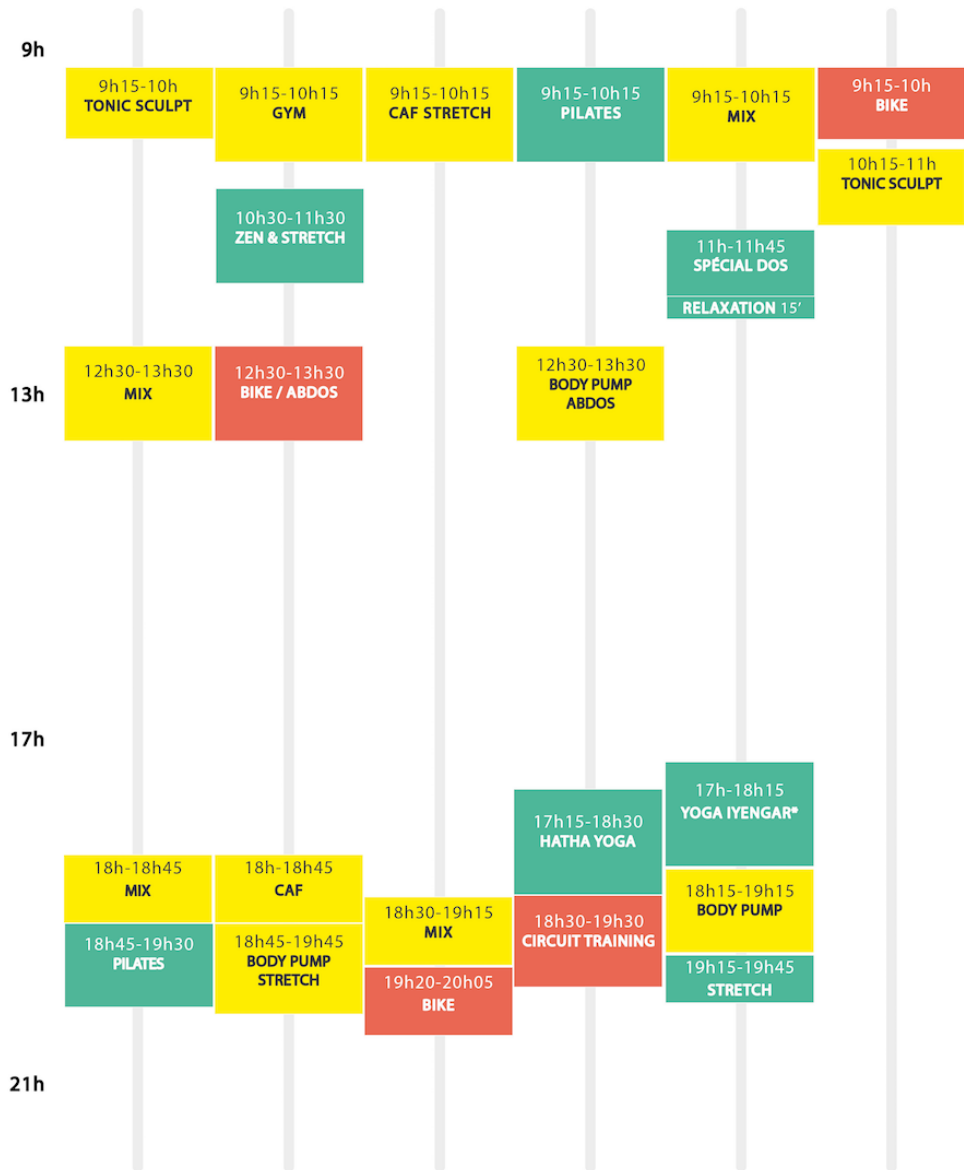 9h
9h15-10h
TONIC SCULPT
9h15-10h15
GYM
9h15-10h15
CAF STRETCH
9h15-10h15
PILATES
9h15-10h15
MIX
9h15-10h
BIKE
10h15-11h
TONIC SCULPT
10h30-11h30
ZEN & STRETCH
11h-11h45
SPÉCIAL DOS
RELAXATION 15’
13h
12h30-13h30
MIX
12h30-13h30
BIKE / ABDOS
12h30-13h30
BODY PUMP
ABDOS
17h
17h-18h15
YOGA IYENGAR®
17h15-18h30
HATHA YOGA
18h-18h45
MIX
18h-18h45
CAF
18h30-19h15
MIX
18h30-19h30
CIRCUIT TRAINING
18h15-19h15
BODY PUMP
18h45-19h30
PILATES
18h45-19h45
BODY PUMP
STRETCH
19h20-20h05
BIKE
19h15-19h45
STRETCH
21h